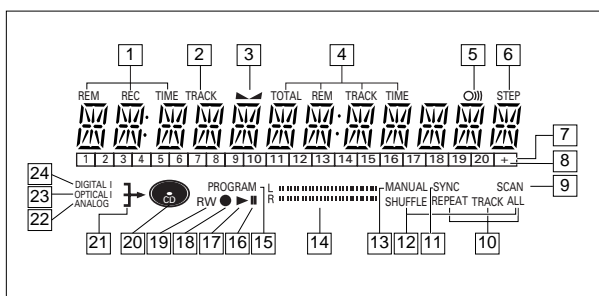 1 2 3 4 5 6
REM REC TIME TRACK TOTAL REM TRACK TIME STEP
1 2 3 4 5 6 7 8 9 10 11 12 13 14 15 16 17 18 19 20 +
7
8
24 DIGITAL I PROGRAM L MANUAL SYNC SCAN 9
23 OPTICAL I CD RW R SHUFFLE REPEAT TRACK ALL
22 ANALOG
21 20 19 18 17 16 15 14 13 12 11 10